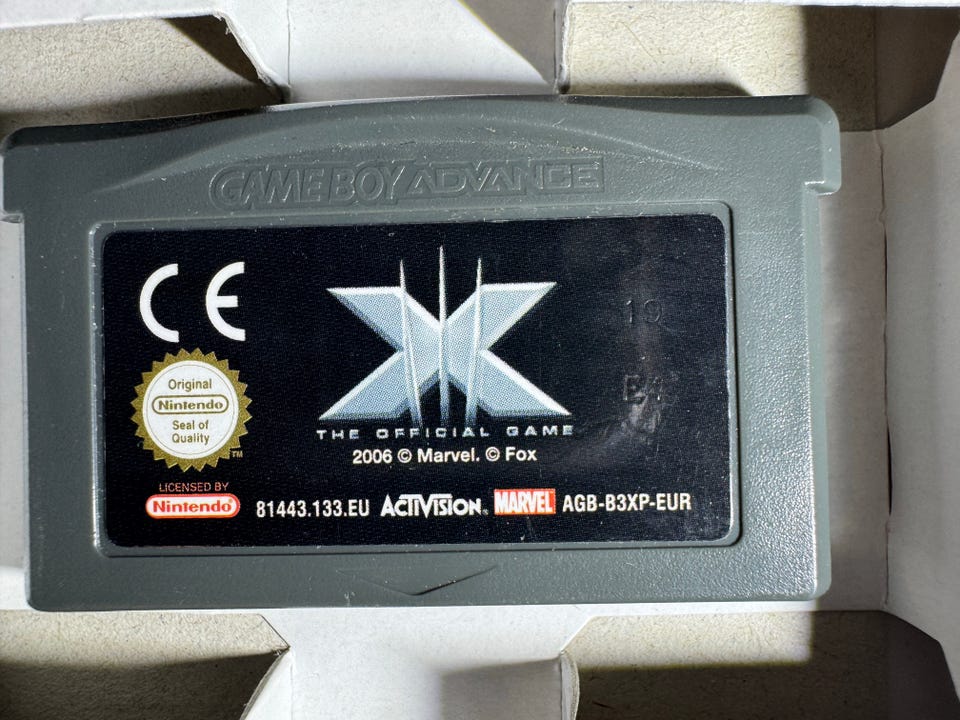 GAME BOY ADVANCE
CE
Original
Nintendo
Seal of
Quality
TM
THE OFFICIAL GAME
2006 © Marvel. © Fox
LICENSED BY
Nintendo
81443.133.EU ACTIVISION. MARVEL AGB-B3XP-EUR